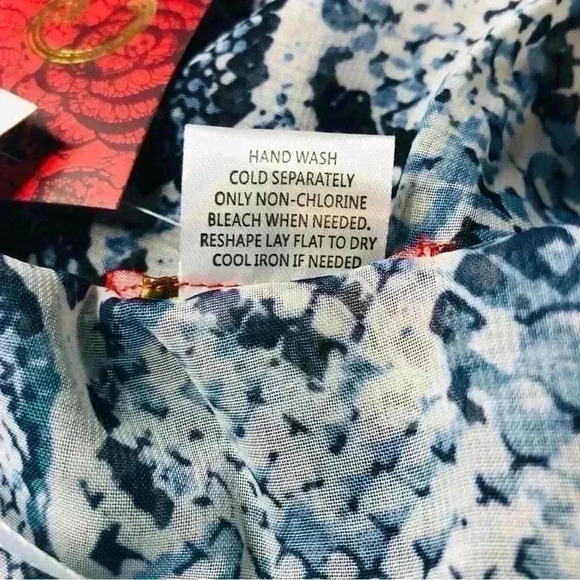 HAND WASH
COLD SEPARATELY
ONLY NON-CHLORINE
BLEACH WHEN NEEDED.
RESHAPE LAY FLAT TO DRY
COOL IRON IF NEEDED